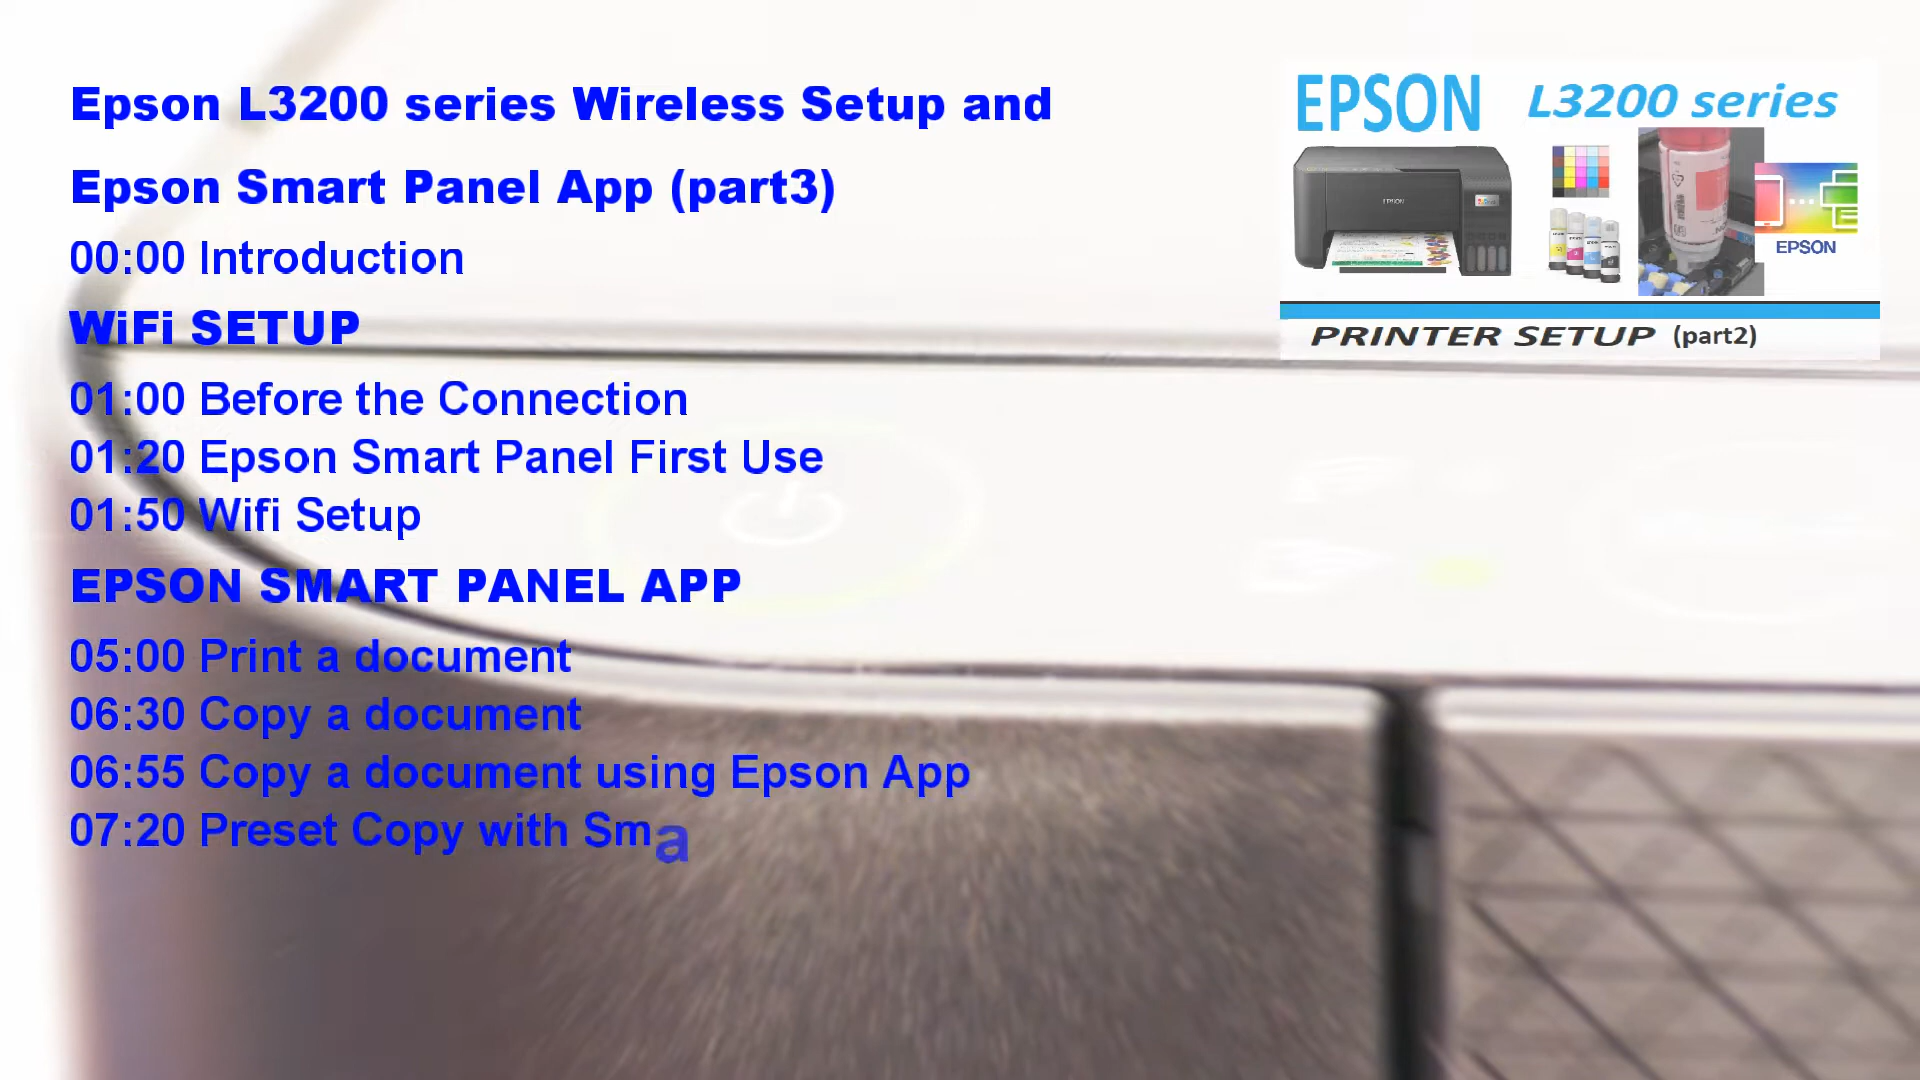 Epson L3200 series Wireless Setup and
Epson Smart Panel App (part3)
00:00 Introduction
WiFi SETUP
01:00 Before the Connection
01:20 Epson Smart Panel First Use
01:50 Wifi Setup
EPSON SMART PANEL APP
05:00 Print a document
06:30 Copy a document
06:55 Copy a document using Epson App
07:20 Preset Copy with Sma
EPSON L3200 series
EPSON
EPSON
PRINTER SETUP (part2)